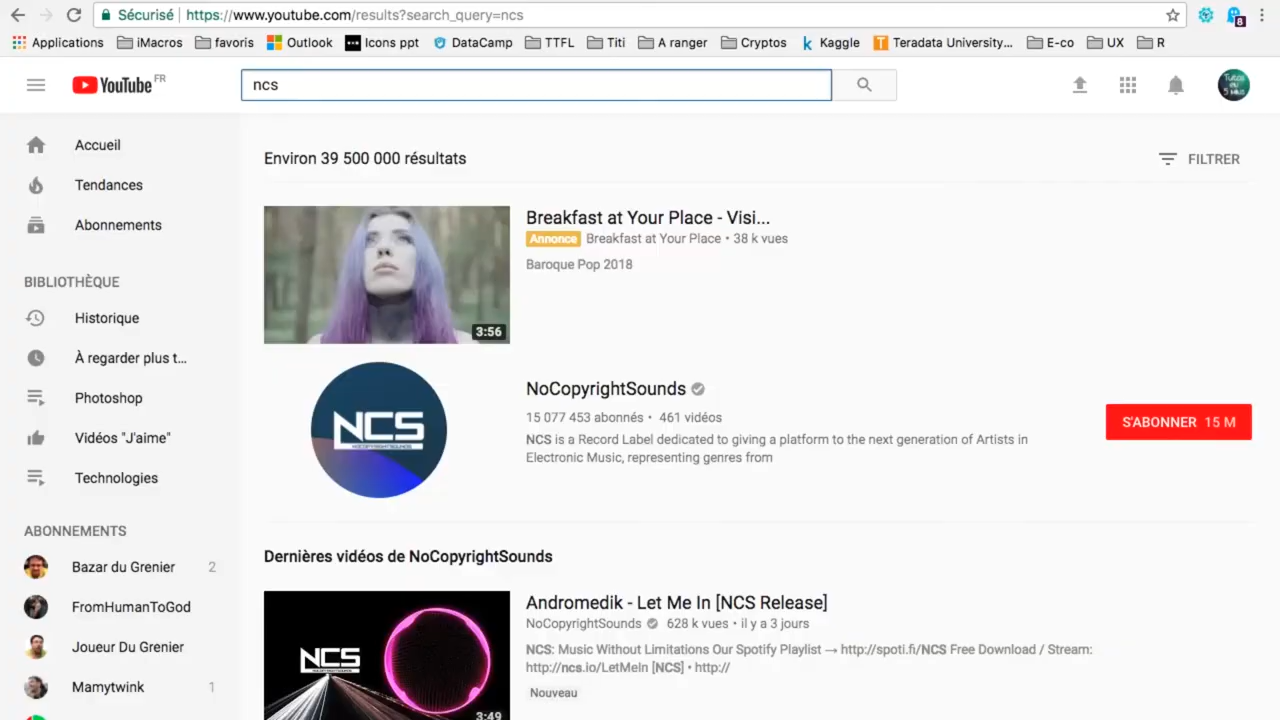 Sécurisé https://www.youtube.com/results?search_query=ncs
8
Applications iMacros favoris Outlook Icons ppt DataCamp TTFL Titi A ranger Cryptos Kaggle Teradata University... E-co UX R
YouTube FR
ncs
Tutos en 5 MINS
Accueil
Tendances
Abonnements
BIBLIOTHÈQUE
Historique
À regarder plus t...
Photoshop
Vidéos "J'aime"
Technologies
ABONNEMENTS
Bazar du Grenier 2
FromHumanToGod
Joueur Du Grenier
Mamytwink 1
Environ 39 500 000 résultats
FILTRER
3:56
Breakfast at Your Place - Visi...
Annonce Breakfast at Your Place • 38 k vues
Baroque Pop 2018
NCS
NOCOPYRIGHTSOUNDS
NoCopyrightSounds
15 077 453 abonnés • 461 vidéos
NCS is a Record Label dedicated to giving a platform to the next generation of Artists in
Electronic Music, representing genres from
S'ABONNER 15 M
Dernières vidéos de NoCopyrightSounds
NCS
NOCOPYRIGHTSOUNDS
3:49
Andromedik - Let Me In [NCS Release]
NoCopyrightSounds 628 k vues • il y a 3 jours
NCS: Music Without Limitations Our Spotify Playlist → http://spoti.fi/NCS Free Download / Stream:
http://ncs.io/LetMeIn [NCS] • http://
Nouveau